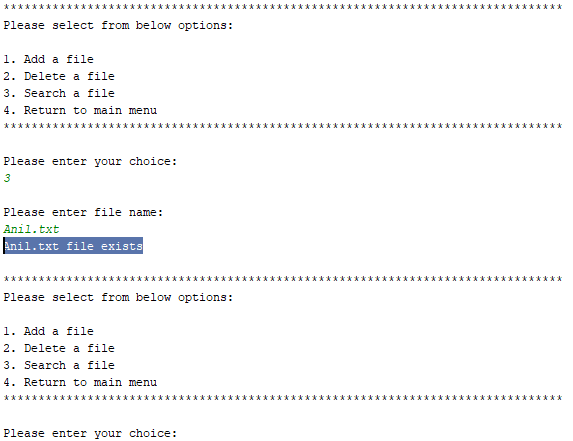 ********************************************************************************
Please select from below options:
1. Add a file
2. Delete a file
3. Search a file
4. Return to main menu
********************************************************************************
Please enter your choice:
3
Please enter file name:
Anil.txt
Anil.txt file exists
********************************************************************************
Please select from below options:
1. Add a file
2. Delete a file
3. Search a file
4. Return to main menu
********************************************************************************
Please enter your choice: